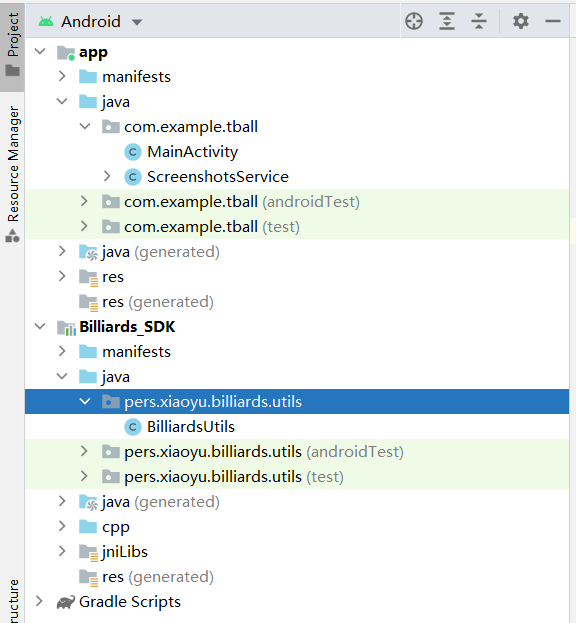 Project
Resource Manager
ructure
Android
app
manifests
java
com.example.tball
MainActivity
ScreenshotsService
com.example.tball (androidTest)
com.example.tball (test)
java (generated)
res
res (generated)
Billiards_SDK
manifests
java
pers.xiaoyu.billiards.utils
BilliardsUtils
pers.xiaoyu.billiards.utils (androidTest)
pers.xiaoyu.billiards.utils (test)
java (generated)
cpp
jniLibs
res (generated)
Gradle Scripts